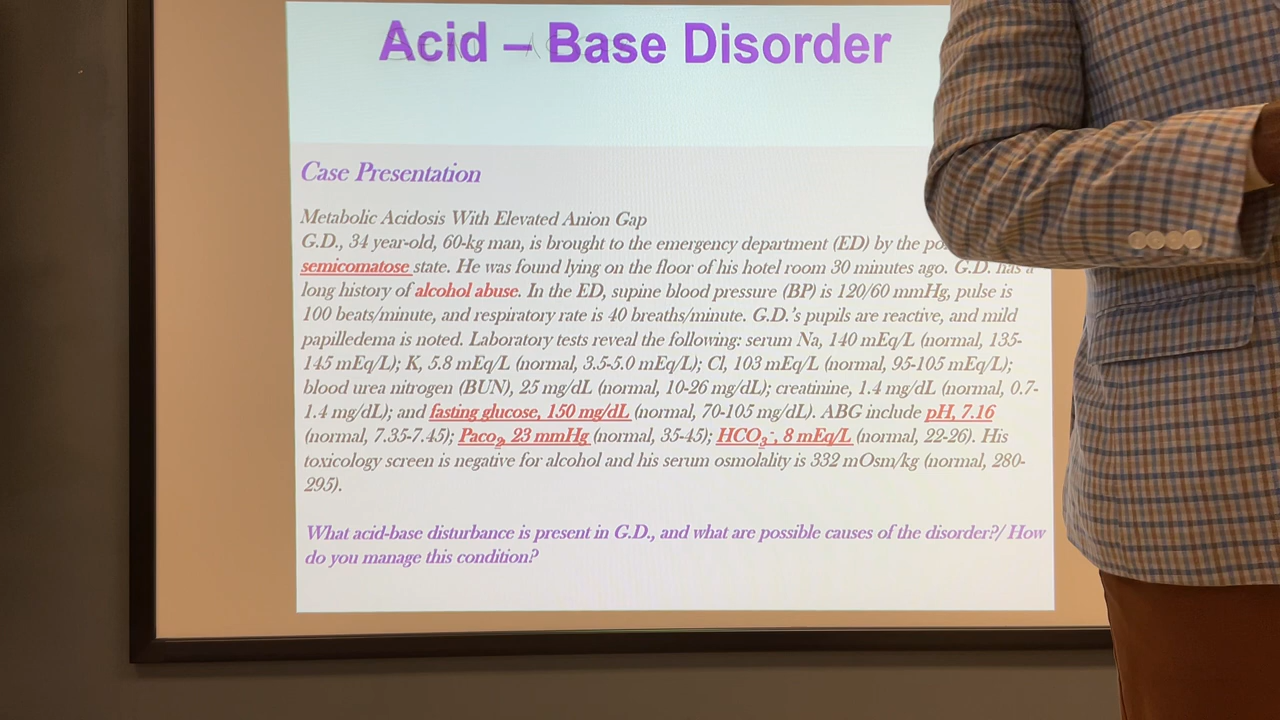 Acid – Base Disorder
Case Presentation
Metabolic Acidosis With Elevated Anion Gap
G.D., 34 year-old, 60-kg man, is brought to the emergency department (ED) by the
semicomatose state. He was found lying on the floor of his hotel room 30 minutes ago. G.D. has a
long history of alcohol abuse. In the ED, supine blood pressure (BP) is 120/60 mmHg, pulse is
100 beats/minute, and respiratory rate is 40 breaths/minute. G.D.'s pupils are reactive, and mild
papilledema is noted. Laboratory tests reveal the following: serum Na, 140 mEq/L (normal, 135-
145 mEq/L); K, 5.8 mEq/L (normal, 3.5-5.0 mEq/L); Cl, 103 mEq/L (normal, 95-105 mEq/L);
blood urea nitrogen (BUN), 25 mg/dL (normal, 10-26 mg/dL); creatinine, 1.4 mg/dL (normal, 0.7-
1.4 mg/dL); and fasting glucose, 150 mg/dL (normal, 70-105 mg/dL). ABG include pH, 7.16
(normal, 7.35-7.45); Paco₂, 23 mmHg (normal, 35-45); HCO₃⁻, 8 mEq/L (normal, 22-26). His
toxicology screen is negative for alcohol and his serum osmolality is 332 mOsm/kg (normal, 280-
295).
What acid-base disturbance is present in G.D., and what are possible causes of the disorder?/ How
do you manage this condition?